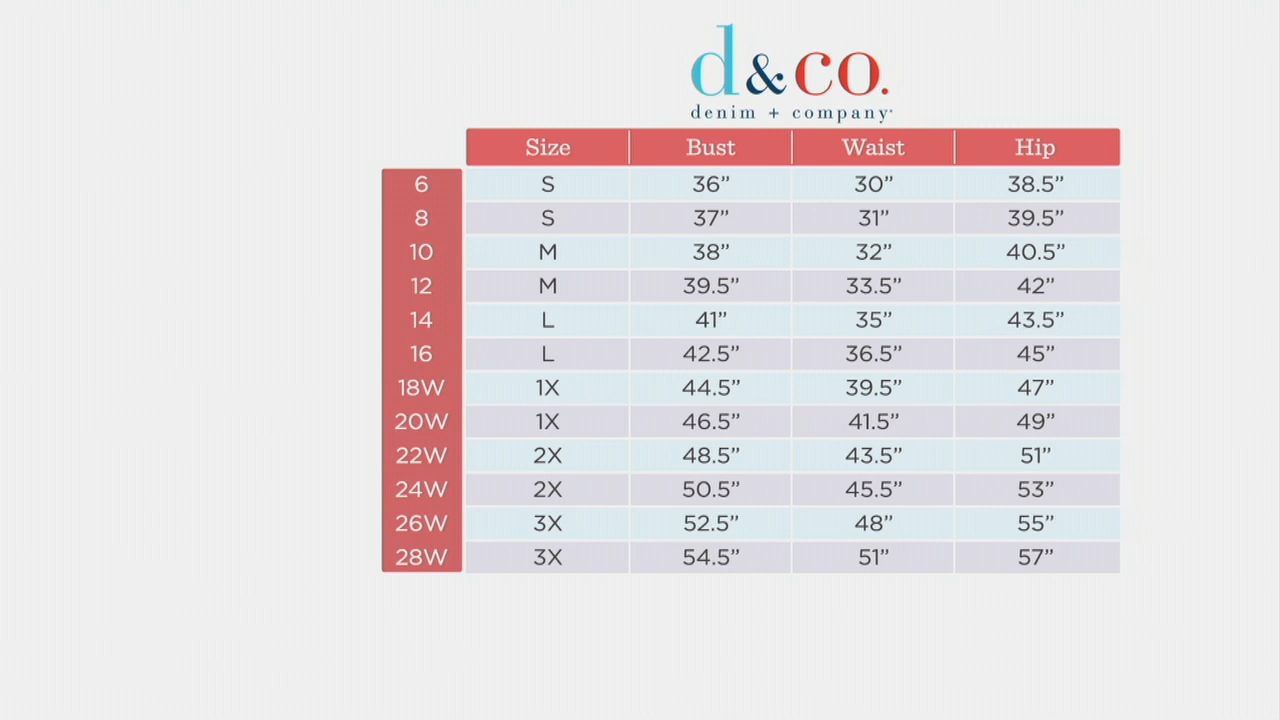 d&co.
denim + company
Size Bust Waist Hip
6 S 36” 30” 38.5”
8 S 37” 31” 39.5”
10 M 38” 32” 40.5”
12 M 39.5” 33.5” 42”
14 L 41” 35” 43.5”
16 L 42.5” 36.5” 45”
18W 1X 44.5” 39.5” 47”
20W 1X 46.5” 41.5” 49”
22W 2X 48.5” 43.5” 51”
24W 2X 50.5” 45.5” 53”
26W 3X 52.5” 48” 55”
28W 3X 54.5” 51” 57”